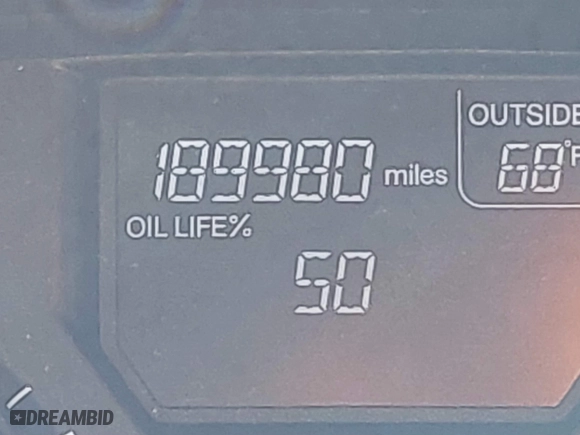 OUTSIDE
189980 miles
68°F
OIL LIFE%
50
DREAMBID